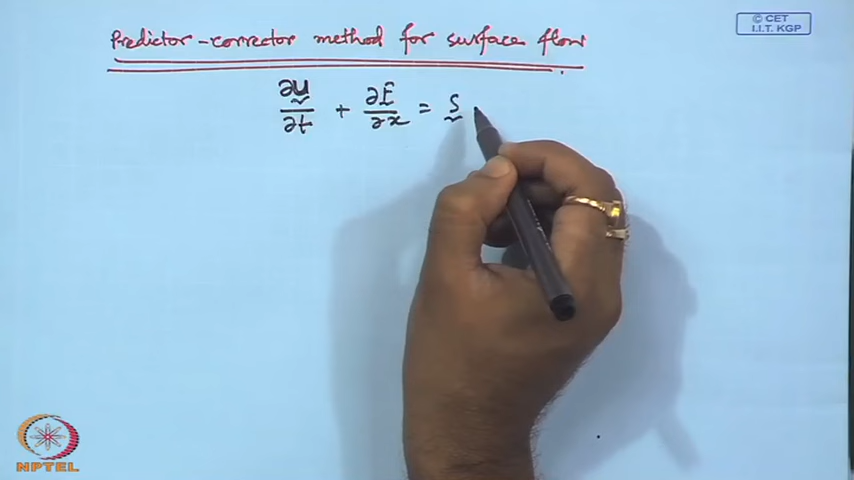 Predictor-corrector method for surface flow
© CET
I.I.T. KGP
∂U/∂t + ∂E/∂x = S
NPTEL